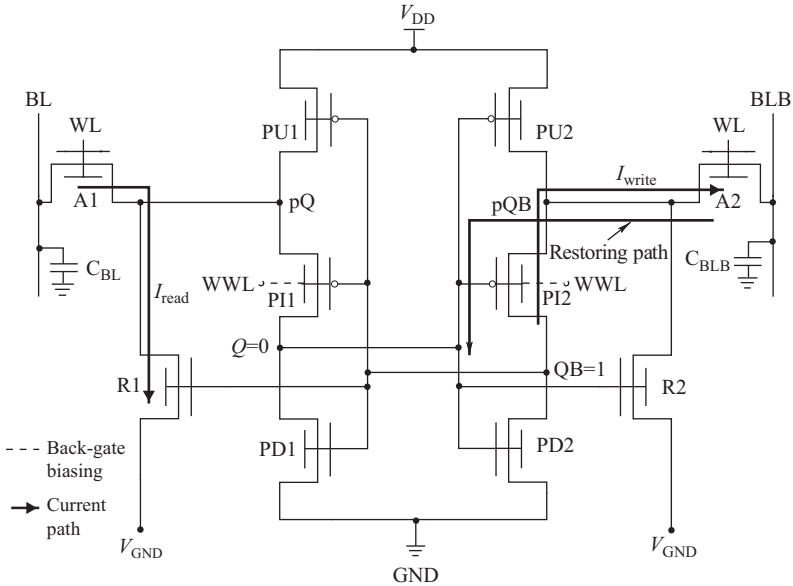 VDD
BL
BLB
WL
WL
PU1
PU2
Iwrite
A1
pQ
pQB
A2
Restoring path
CBL
WWL
PI1
PI2
WWL
CBLB
Iread
Q=0
QB=1
R1
R2
PD1
PD2
Back-gate
biasing
Current
path
VGND
VGND
GND